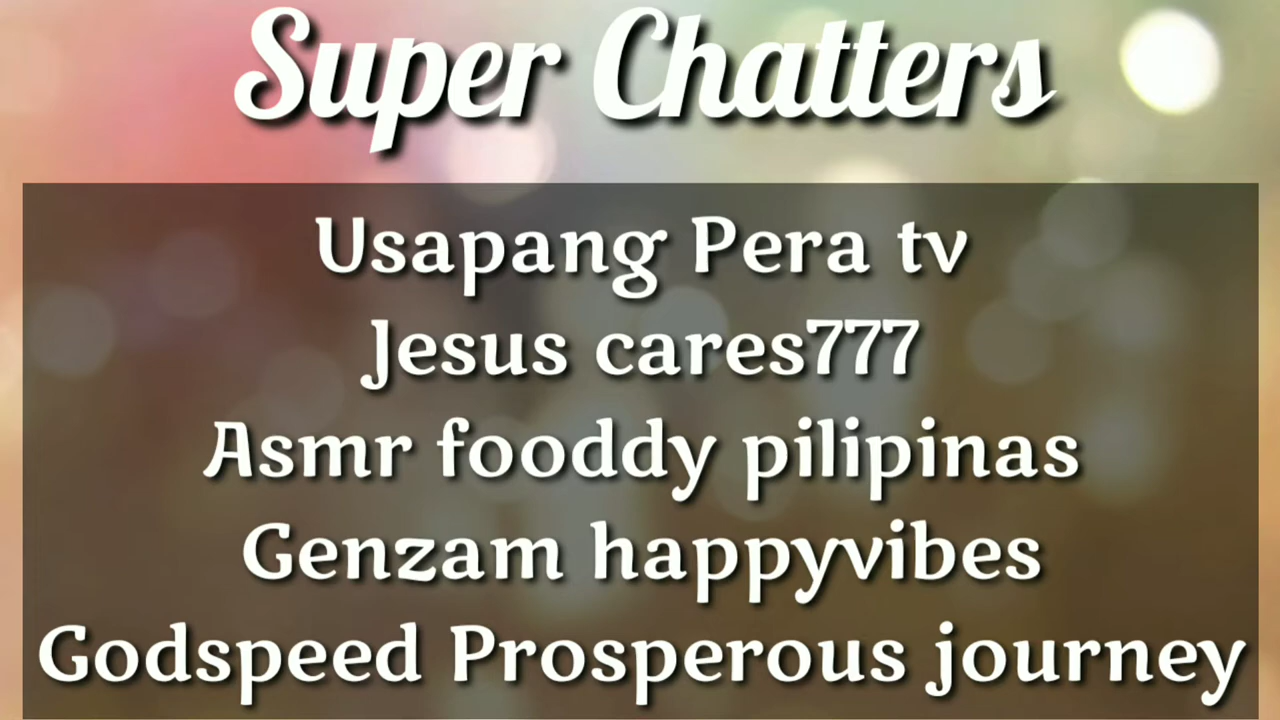 Super Chatters
Usapang Pera tv
Jesus cares777
Asmr fooddy pilipinas
Genzam happyvibes
Godspeed Prosperous journey